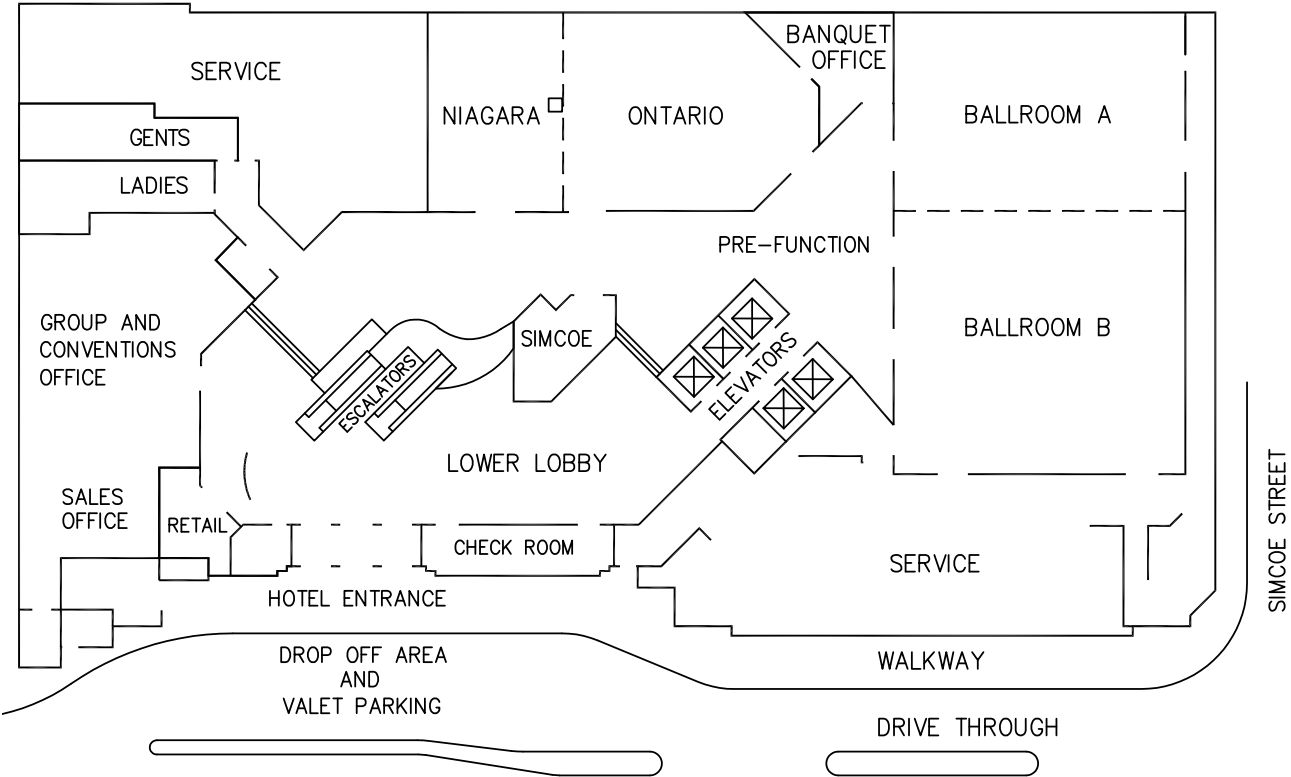 BANQUET
OFFICE
SERVICE
NIAGARA
ONTARIO
BALLROOM A
GENTS
LADIES
PRE-FUNCTION
GROUP AND
CONVENTIONS
OFFICE
SIMCOE
BALLROOM B
ESCALATORS
ELEVATORS
LOWER LOBBY
SALES
OFFICE
RETAIL
CHECK ROOM
SERVICE
SIMCOE STREET
HOTEL ENTRANCE
DROP OFF AREA
AND
VALET PARKING
WALKWAY
DRIVE THROUGH